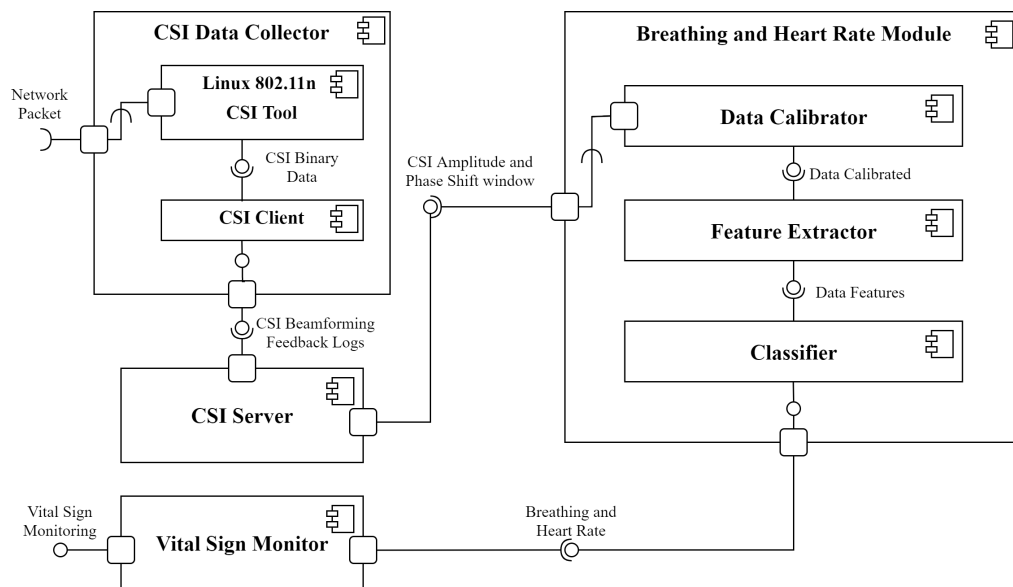 CSI Data Collector
Linux 802.11n
CSI Tool
Network
Packet
CSI Binary
Data
CSI Client
CSI Beamforming
Feedback Logs
CSI Server
CSI Amplitude and
Phase Shift window
Breathing and Heart Rate Module
Data Calibrator
Data Calibrated
Feature Extractor
Data Features
Classifier
Vital Sign
Monitoring
Vital Sign Monitor
Breathing and
Heart Rate